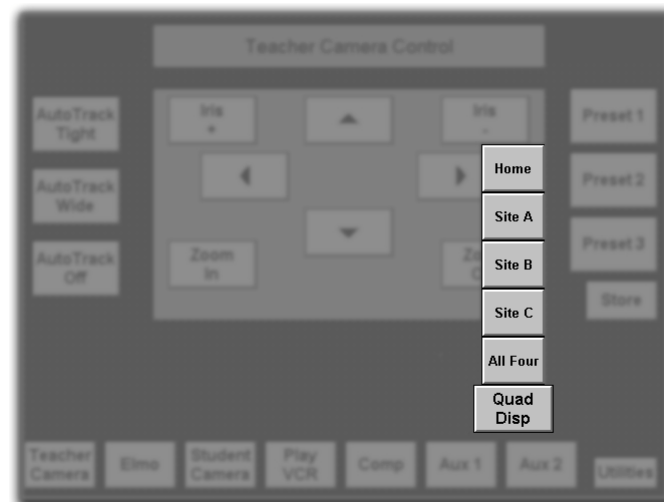 Teacher Camera Control
AutoTrack
Tight
Iris
+
Iris
-
Preset 1
Home
AutoTrack
Wide
Preset 2
Site A
AutoTrack
Off
Zoom
In
Site B
Preset 3
Site C
Store
All Four
Quad
Disp
Teacher
Camera
Elmo
Student
Camera
Play
VCR
Comp
Aux 1
Aux 2
Utilities